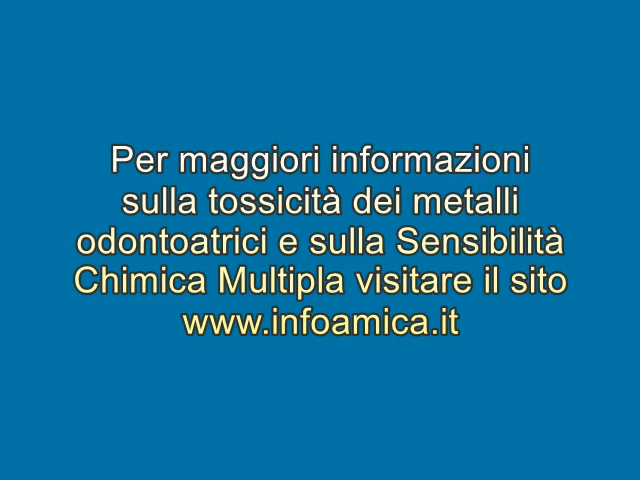 Per maggiori informazioni
sulla tossicità dei metalli
odontoatrici e sulla Sensibilità
Chimica Multipla visitare il sito
www.infoamica.it